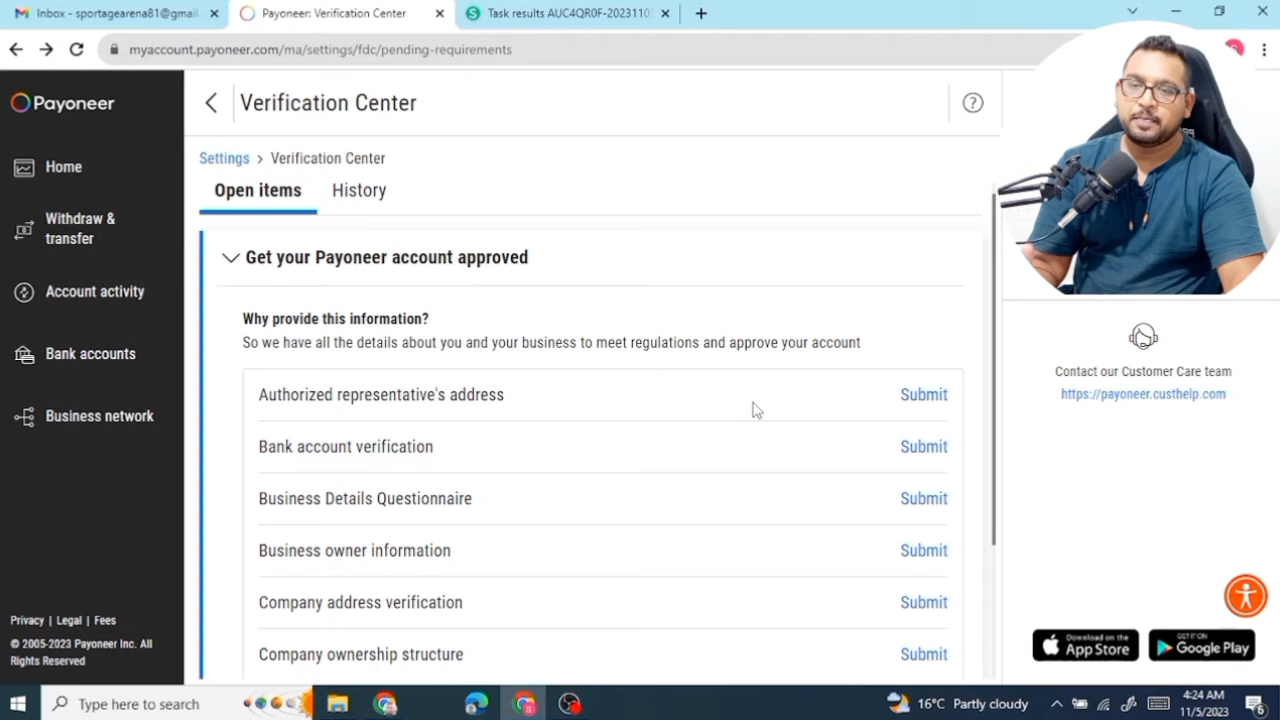 Inbox - sportagearena81@gmail.
Payoneer: Verification Center
Task results AUC4QR0F-2023110
myaccount.payoneer.com/ma/settings/fdc/pending-requirements
Payoneer
Home
Withdraw &
transfer
Account activity
Bank accounts
Business network
Privacy | Legal | Fees
© 2005-2023 Payoneer Inc. All
Rights Reserved
Verification Center
?
Settings > Verification Center
Open items
History
Get your Payoneer account approved
Why provide this information?
So we have all the details about you and your business to meet regulations and approve your account
Authorized representative's address Submit
Bank account verification Submit
Business Details Questionnaire Submit
Business owner information Submit
Company address verification Submit
Company ownership structure Submit
Contact our Customer Care team
https://payoneer.custhelp.com
Download on the
App Store
GET IT ON
Google Play
Type here to search
16°C Partly cloudy
4:24 AM
11/5/2023
6